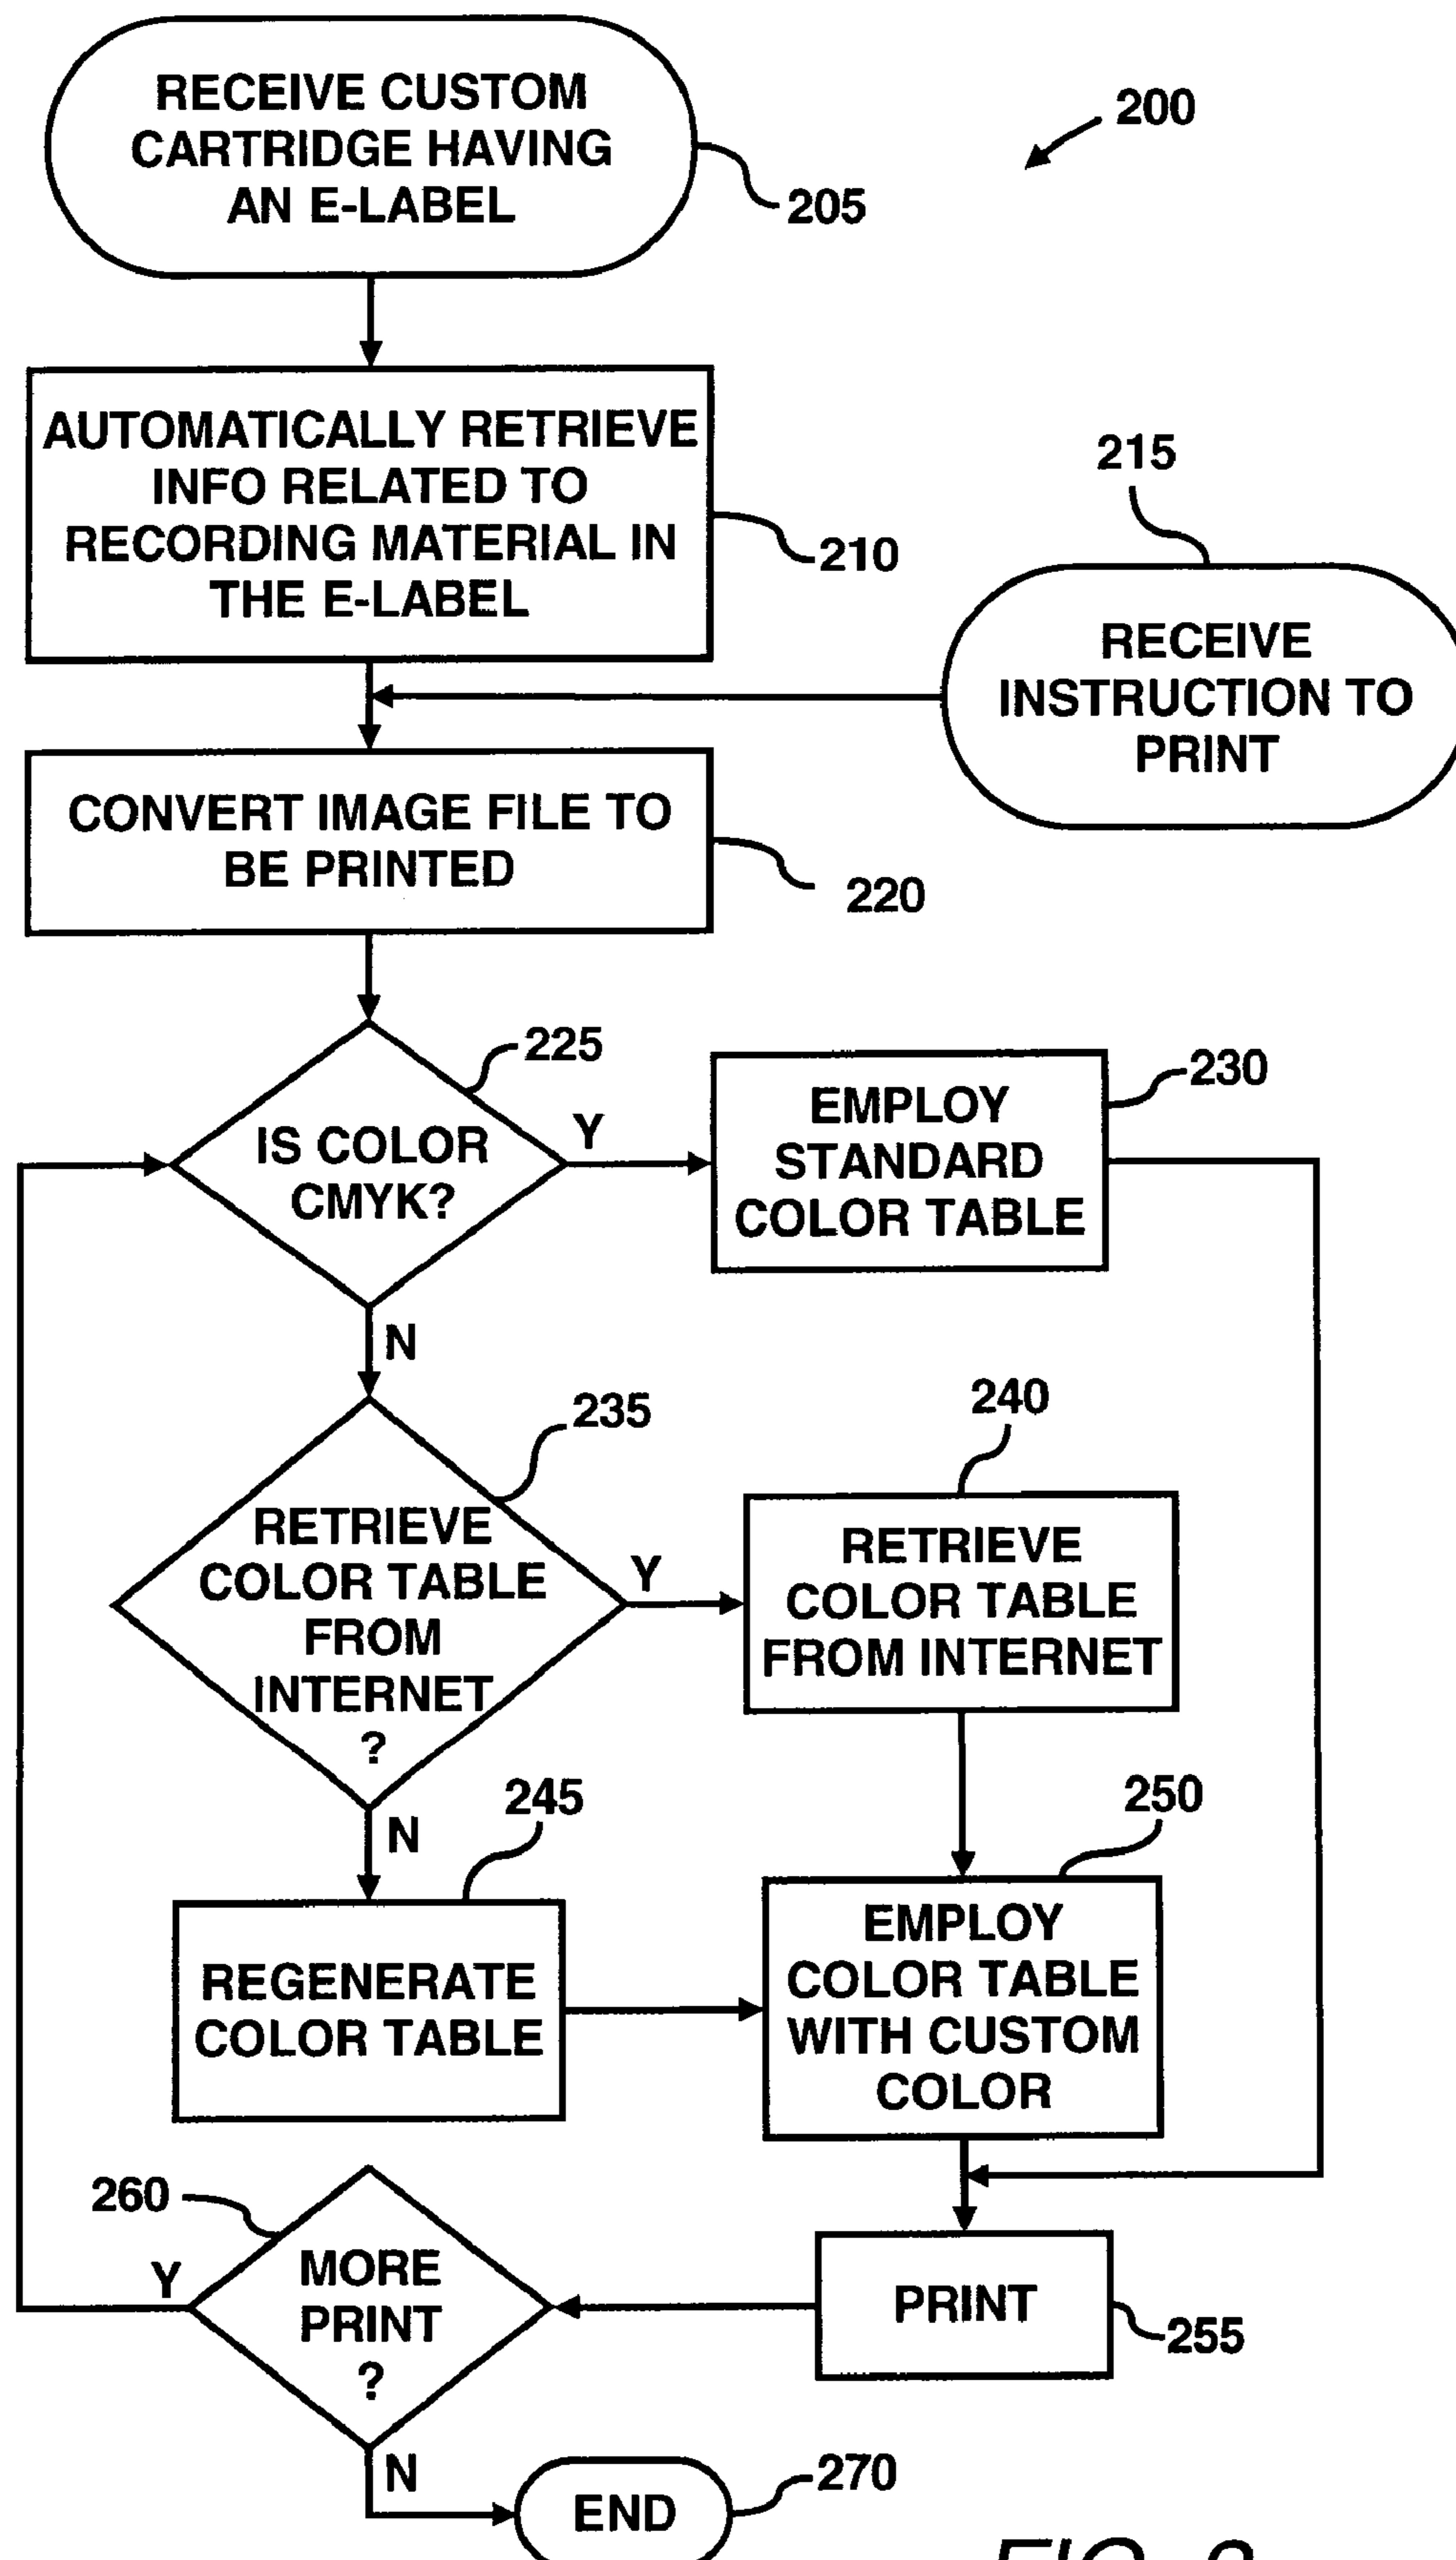 RECEIVE CUSTOM
CARTRIDGE HAVING
AN E-LABEL
200
205
AUTOMATICALLY RETRIEVE
INFO RELATED TO
RECORDING MATERIAL IN
THE E-LABEL
210
215
RECEIVE
INSTRUCTION TO
PRINT
CONVERT IMAGE FILE TO
BE PRINTED
220
225
IS COLOR
CMYK?
Y
EMPLOY
STANDARD
COLOR TABLE
230
N
235
RETRIEVE
COLOR TABLE
FROM
INTERNET
?
Y
240
RETRIEVE
COLOR TABLE
FROM INTERNET
N
245
REGENERATE
COLOR TABLE
250
EMPLOY
COLOR TABLE
WITH CUSTOM
COLOR
260
MORE
PRINT
?
Y
PRINT
255
N
END
270
FIG.